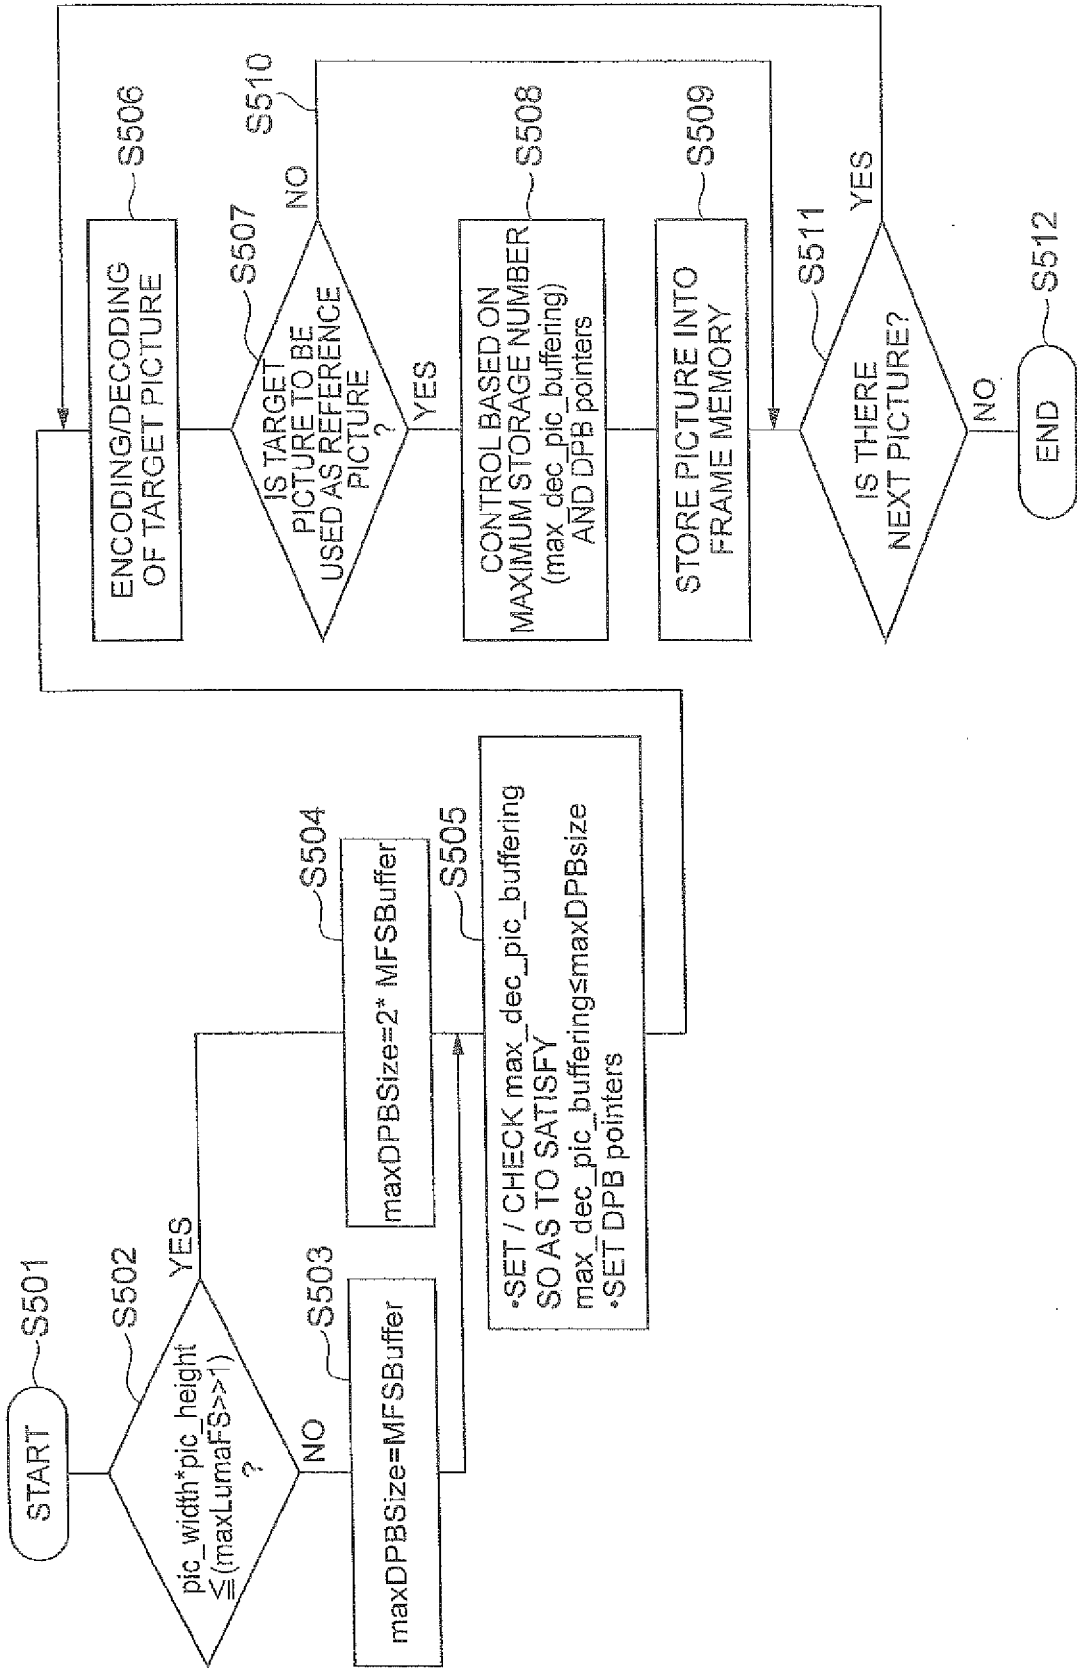 START
S501
pic_width*pic_height
≦(maxLumaFS>>1)
?
S502
YES
NO
maxDPBSize=MFSBuffer
S503
maxDPBSize=2* MFSBuffer
S504
•SET / CHECK max_dec_pic_buffering
SO AS TO SATISFY
max_dec_pic_buffering≤maxDPBsize
•SET DPB pointers
S505
ENCODING/DECODING
OF TARGET PICTURE
S506
IS TARGET
PICTURE TO BE
USED AS REFERENCE
PICTURE
?
S507
NO
S510
YES
CONTROL BASED ON
MAXIMUM STORAGE NUMBER
(max_dec_pic_buffering)
AND DPB pointers
S508
STORE PICTURE INTO
FRAME MEMORY
S509
IS THERE
NEXT PICTURE?
S511
YES
NO
END
S512